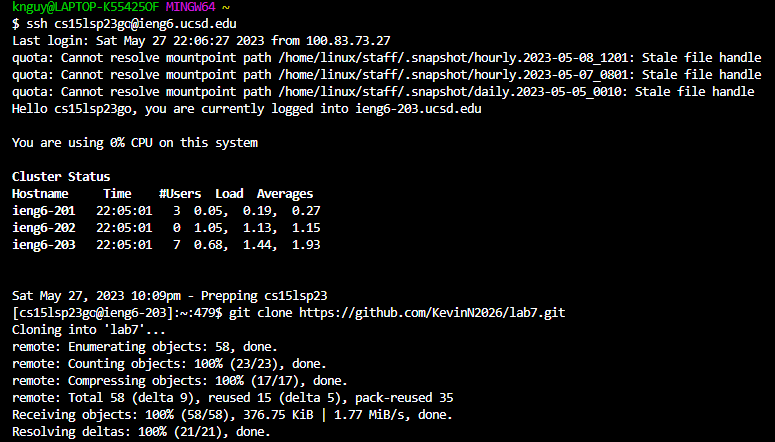 knguy@LAPTOP-K55425OF MINGW64 ~
$ ssh cs15lsp23gc@ieng6.ucsd.edu
Last login: Sat May 27 22:06:27 2023 from 100.83.73.27
quota: Cannot resolve mountpoint path /home/linux/staff/.snapshot/hourly.2023-05-08_1201: Stale file handle
quota: Cannot resolve mountpoint path /home/linux/staff/.snapshot/hourly.2023-05-07_0801: Stale file handle
quota: Cannot resolve mountpoint path /home/linux/staff/.snapshot/daily.2023-05-05_0010: Stale file handle
Hello cs15lsp23go, you are currently logged into ieng6-203.ucsd.edu
You are using 0% CPU on this system
Cluster Status
Hostname Time #Users Load Averages
ieng6-201 22:05:01 3 0.05, 0.19, 0.27
ieng6-202 22:05:01 0 1.05, 1.13, 1.15
ieng6-203 22:05:01 7 0.68, 1.44, 1.93
Sat May 27, 2023 10:09pm - Prepping cs15lsp23
[cs15lsp23gc@ieng6-203]:~:479$ git clone https://github.com/KevinN2026/lab7.git
Cloning into 'lab7'...
remote: Enumerating objects: 58, done.
remote: Counting objects: 100% (23/23), done.
remote: Compressing objects: 100% (17/17), done.
remote: Total 58 (delta 9), reused 15 (delta 5), pack-reused 35
Receiving objects: 100% (58/58), 376.75 KiB | 1.77 MiB/s, done.
Resolving deltas: 100% (21/21), done.